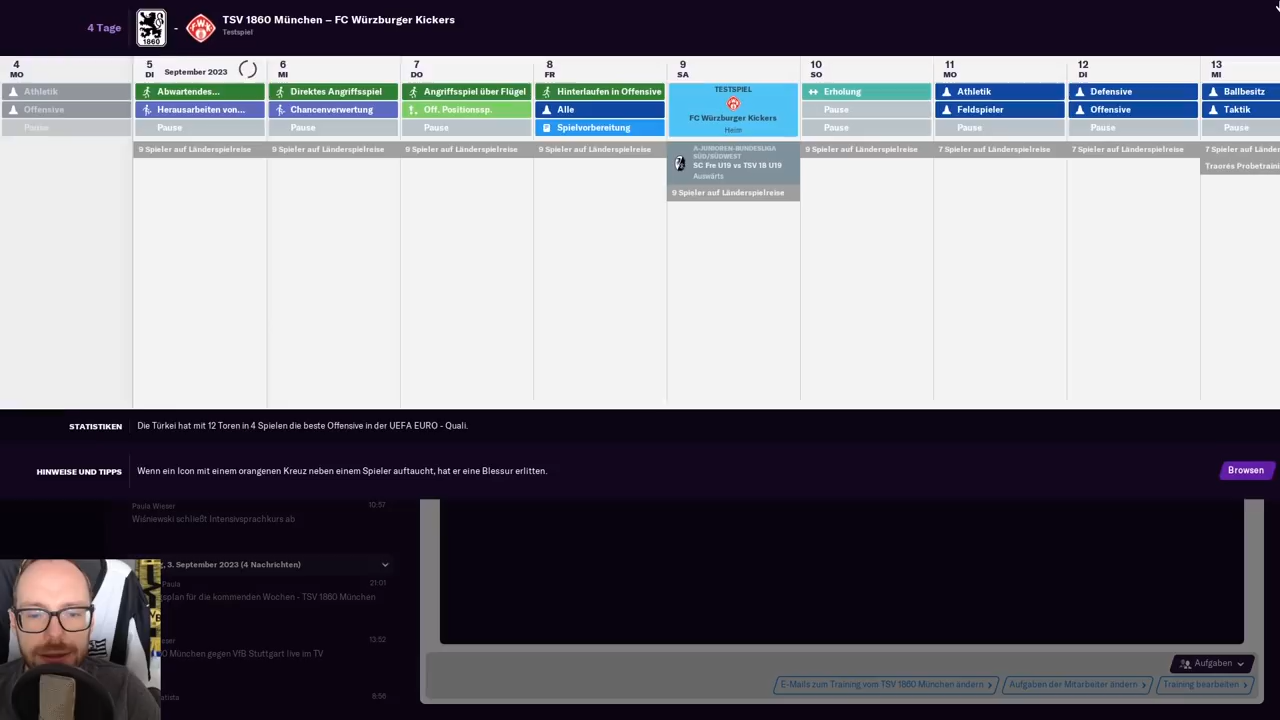 4 Tage
1860
-
FWK
TSV 1860 München – FC Würzburger Kickers
Testspiel
4
MO
Athletik
Offensive
Pause
5
DI
September 2023
Abwartendes...
Herausarbeiten von...
Pause
9 Spieler auf Länderspielreise
6
MI
Direktes Angriffsspiel
Chancenverwertung
Pause
9 Spieler auf Länderspielreise
7
DO
Angriffsspiel über Flügel
Off. Positionssp.
Pause
9 Spieler auf Länderspielreise
8
FR
Hinterlaufen in Offensive
Alle
Spielvorbereitung
9 Spieler auf Länderspielreise
9
SA
TESTSPIEL
FC Würzburger Kickers
Heim
A-JUNIOREN-BUNDESLIGA
SÜD/SÜDWEST
SC Fre U19 vs TSV 18 U19
Auswärts
9 Spieler auf Länderspielreise
10
SO
Erholung
Pause
Pause
9 Spieler auf Länderspielreise
11
MO
Athletik
Feldspieler
Pause
7 Spieler auf Länderspielreise
12
DI
Defensive
Offensive
Pause
7 Spieler auf Länderspielreise
13
MI
Ballbesitz
Taktik
Pause
7 Spieler auf Länder
Traorés Probetraini
STATISTIKEN
Die Türkei hat mit 12 Toren in 4 Spielen die beste Offensive in der UEFA EURO - Quali.
HINWEISE UND TIPPS
Wenn ein Icon mit einem orangenen Kreuz neben einem Spieler auftaucht, hat er eine Blessur erlitten.
Browsen
Paula Wieser
10:57
Wiśniewski schließt Intensivsprachkurs ab
, 3. September 2023 (4 Nachrichten)
Paula
21:01
splan für die kommenden Wochen - TSV 1860 München
ieser
13:52
0 München gegen VfB Stuttgart live im TV
atista
8:56
Aufgaben
E-Mails zum Training vom TSV 1860 München ändern
Aufgaben der Mitarbeiter ändern
Training bearbeiten